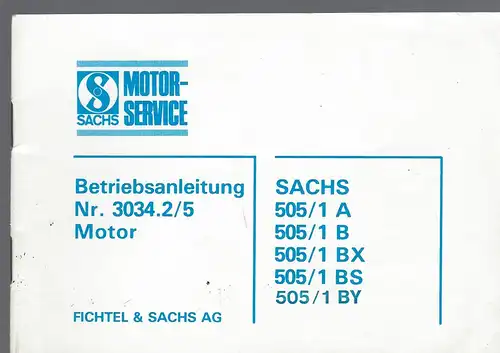 SACHS
MOTOR-
SERVICE
Betriebsanleitung
Nr. 3034.2/5
Motor
FICHTEL & SACHS AG
SACHS
505/1 A
505/1 B
505/1 BX
505/1 BS
505/1 BY